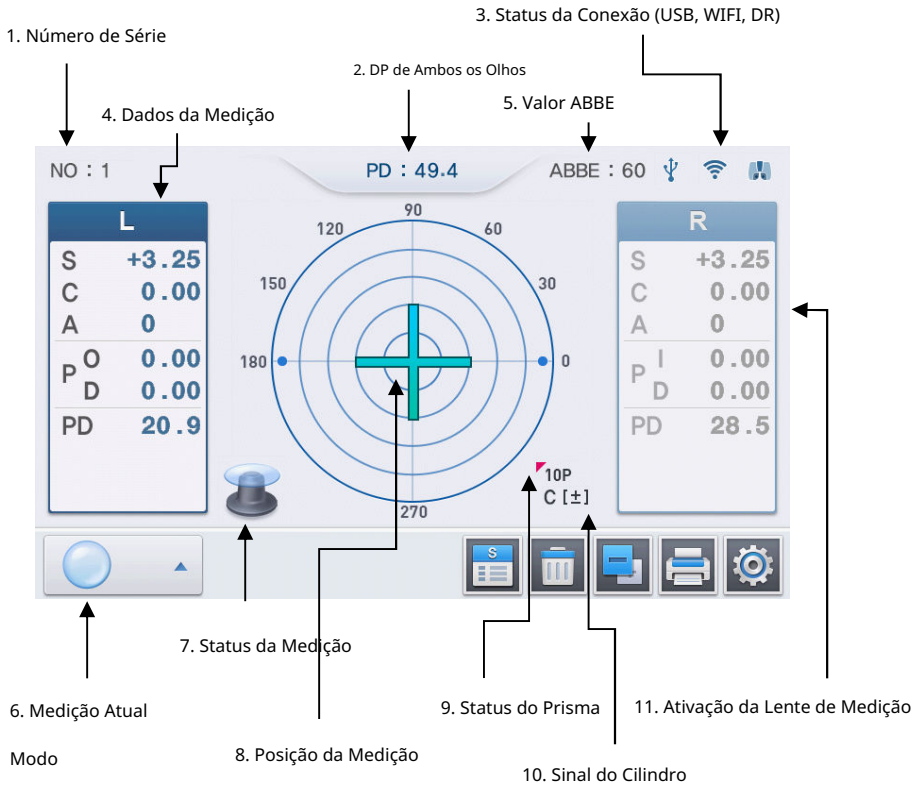 3. Status da Conexão (USB, WIFI, DR)
1. Número de Série
2. DP de Ambos os Olhos
5. Valor ABBE
4. Dados da Medição
NO : 1
PD : 49.4
ABBE : 60
L
S +3.25
C 0.00
A 0
P O 0.00
D 0.00
PD 20.9
90
120
60
150
30
180
0
270
10P
C [±]
R
S +3.25
C 0.00
A 0
P I 0.00
D 0.00
PD 28.5
S
7. Status da Medição
6. Medição Atual
Modo
8. Posição da Medição
9. Status do Prisma
11. Ativação da Lente de Medição
10. Sinal do Cilindro